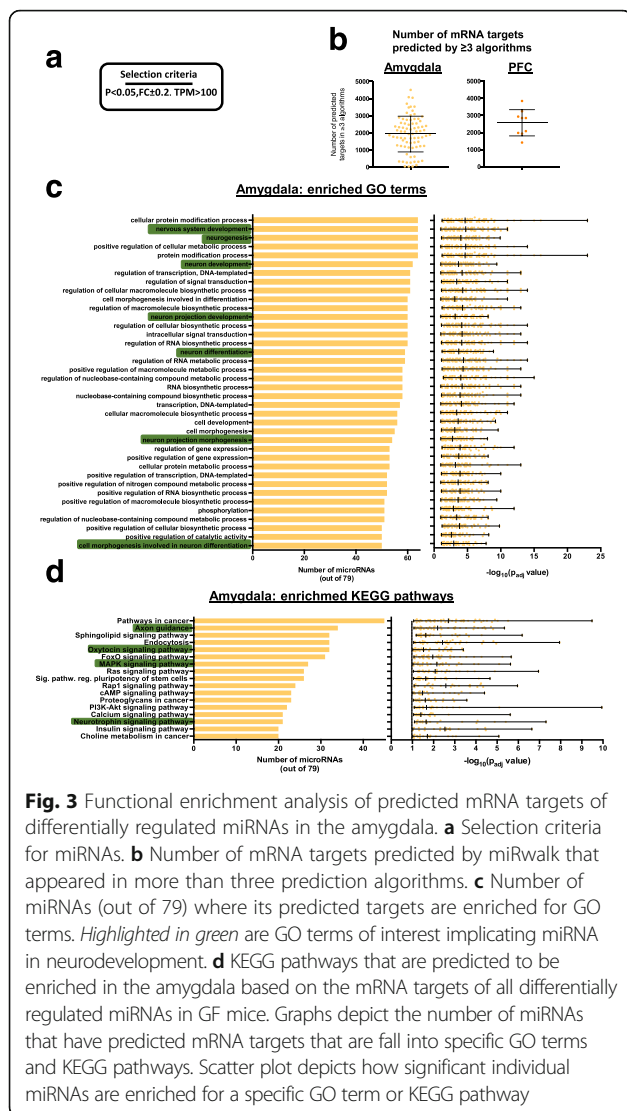 a
Selection criteria
P<0.05,FC±0.2. TPM>100
b
Number of mRNA targets
predicted by ≥3 algorithms
Amygdala
PFC
Number of predicted
targets in ≥3 algorithms
5000
4000
3000
2000
1000
0
5000
4000
3000
2000
1000
0
c
Amygdala: enriched GO terms
cellular protein modification process
nervous system development
neurogenesis
positive regulation of cellular metabolic process
protein modification process
neuron development
regulation of transcription, DNA-templated
regulation of signal transduction
regulation of cellular macromolecule biosynthetic process
cell morphogenesis involved in differentiation
regulation of macromolecule biosynthetic process
neuron projection development
regulation of cellular biosynthetic process
intracellular signal transduction
regulation of RNA biosynthetic process
neuron differentiation
regulation of RNA metabolic process
positive regulation of macromolecule metabolic process
regulation of nucleobase-containing compound metabolic process
RNA biosynthetic process
nucleobase-containing compound biosynthetic process
transcription, DNA-templated
cellular macromolecule biosynthetic process
cell development
cell morphogenesis
neuron projection morphogenesis
regulation of gene expression
positive regulation of gene expression
cellular protein metabolic process
positive regulation of transcription, DNA-templated
positive regulation of nitrogen compound metabolic process
positive regulation of RNA biosynthetic process
positive regulation of macromolecule biosynthetic process
phosphorylation
regulation of nucleobase-containing compound metabolic process
positive regulation of cellular biosynthetic process
positive regulation of catalytic activity
cell morphogenesis involved in neuron differentiation
0 20 40 60
Number of microRNAs
(out of 79)
0 5 10 15 20 25
-log10(padj value)
d
Amygdala: enrichmed KEGG pathways
Pathways in cancer
Axon guidance
Sphingolipid signaling pathway
Endocytosis
Oxytocin signaling pathway
FoxO signaling pathway
MAPK signaling pathway
Ras signaling pathway
Sig. pathw. reg. pluripotency of stem cells
Rap1 signaling pathway
cAMP signaling pathway
Proteoglycans in cancer
PI3K-Akt signaling pathway
Calcium signaling pathway
Neurotrophin signaling pathway
Insulin signaling pathway
Choline metabolism in cancer
0 10 20 30 40
Number of microRNAs
(out of 79)
0 1 2 3 4 5 6 7 8 9 10
-log10(padj value)
Fig. 3 Functional enrichment analysis of predicted mRNA targets of
differentially regulated miRNAs in the amygdala. a Selection criteria
for miRNAs. b Number of mRNA targets predicted by miRwalk that
appeared in more than three prediction algorithms. c Number of
miRNAs (out of 79) where its predicted targets are enriched for GO
terms. Highlighted in green are GO terms of interest implicating miRNA
in neurodevelopment. d KEGG pathways that are predicted to be
enriched in the amygdala based on the mRNA targets of all differentially
regulated miRNAs in GF mice. Graphs depict the number of miRNAs
that have predicted mRNA targets that are fall into specific GO terms
and KEGG pathways. Scatter plot depicts how significant individual
miRNAs are enriched for a specific GO term or KEGG pathway